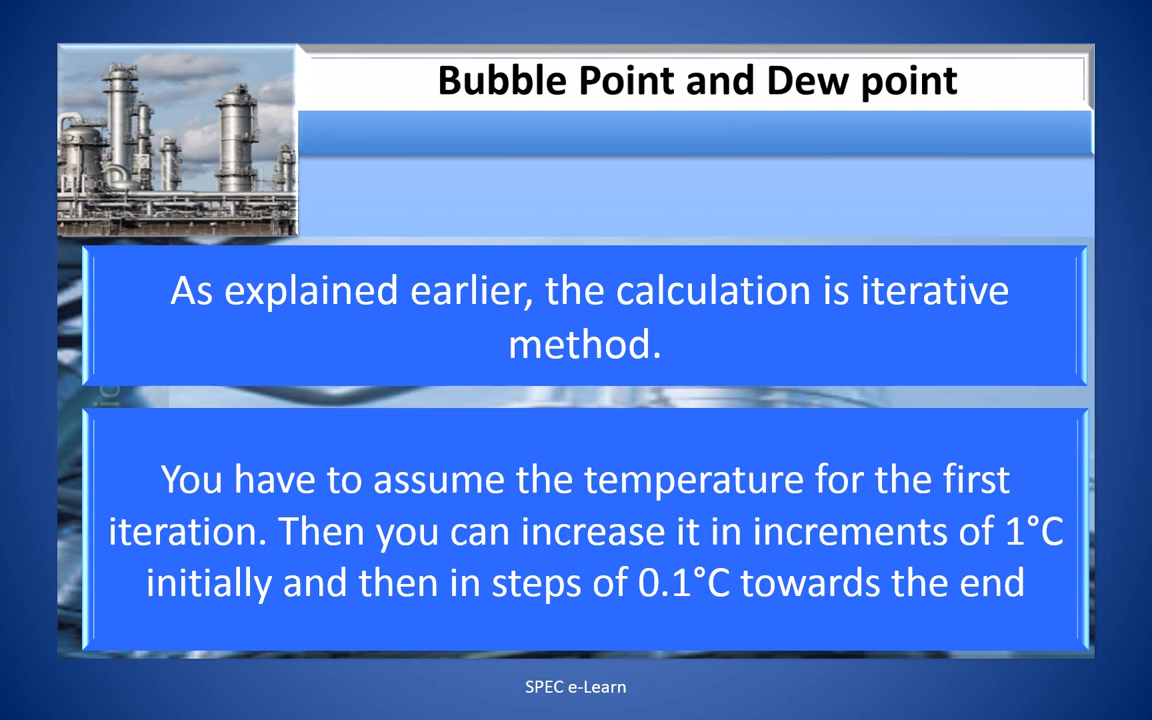 Bubble Point and Dew point
As explained earlier, the calculation is iterative
method.
You have to assume the temperature for the first
iteration. Then you can increase it in increments of 1°C
initially and then in steps of 0.1°C towards the end
SPEC e-Learn